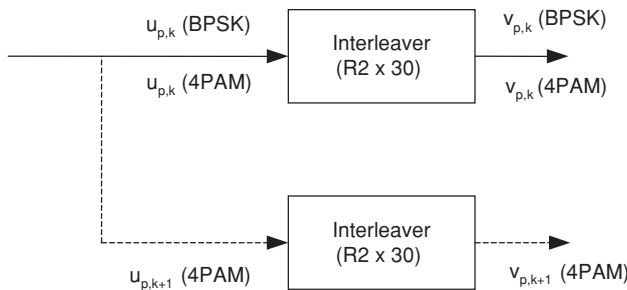 u_{p,k} (BPSK)
u_{p,k} (4PAM)
Interleaver
(R2 x 30)
v_{p,k} (BPSK)
v_{p,k} (4PAM)
u_{p,k+1} (4PAM)
Interleaver
(R2 x 30)
v_{p,k+1} (4PAM)